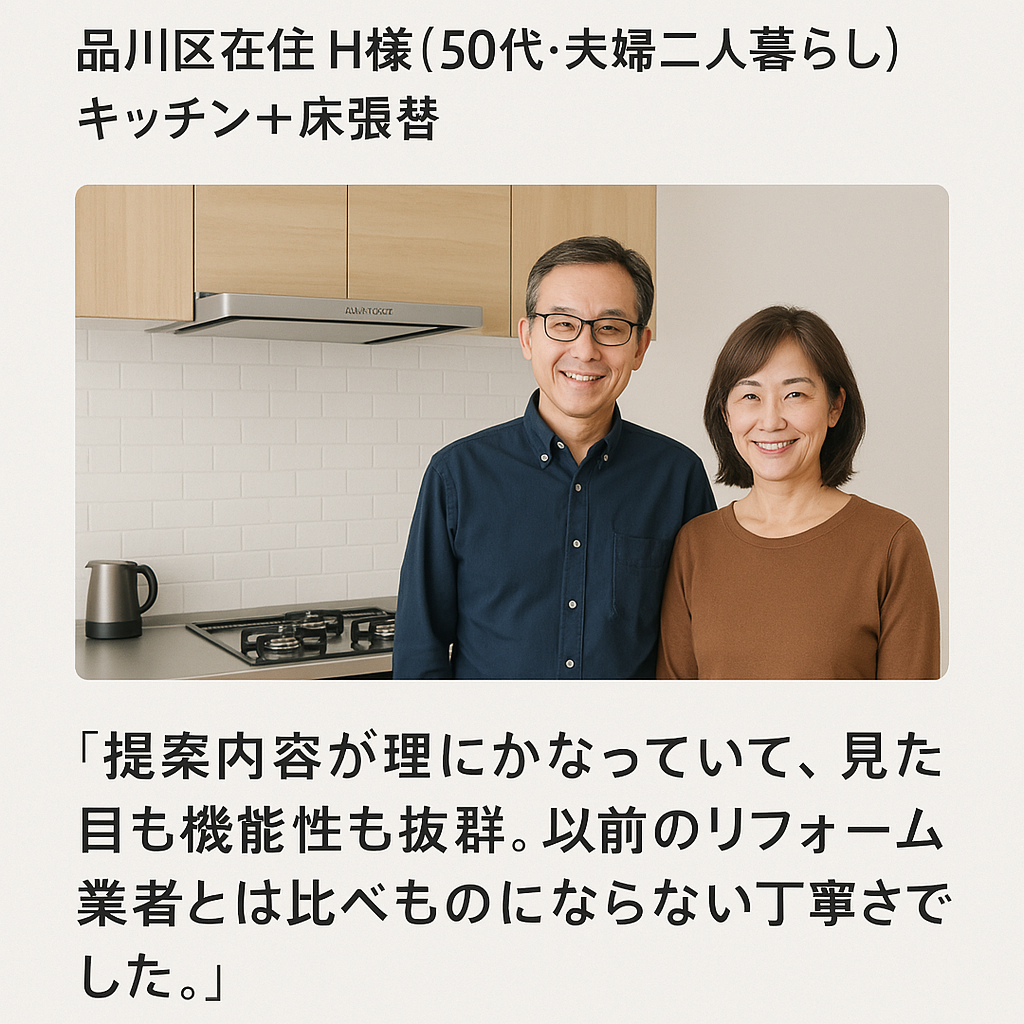 品川区在住 H様(50代·夫婦二人暮らし)
キッチン+床張替
「提案内容が理にかなっていて、見た
目も機能性も抜群。以前のリフォーム
業者とは比べものにならない丁寧さで
した。」